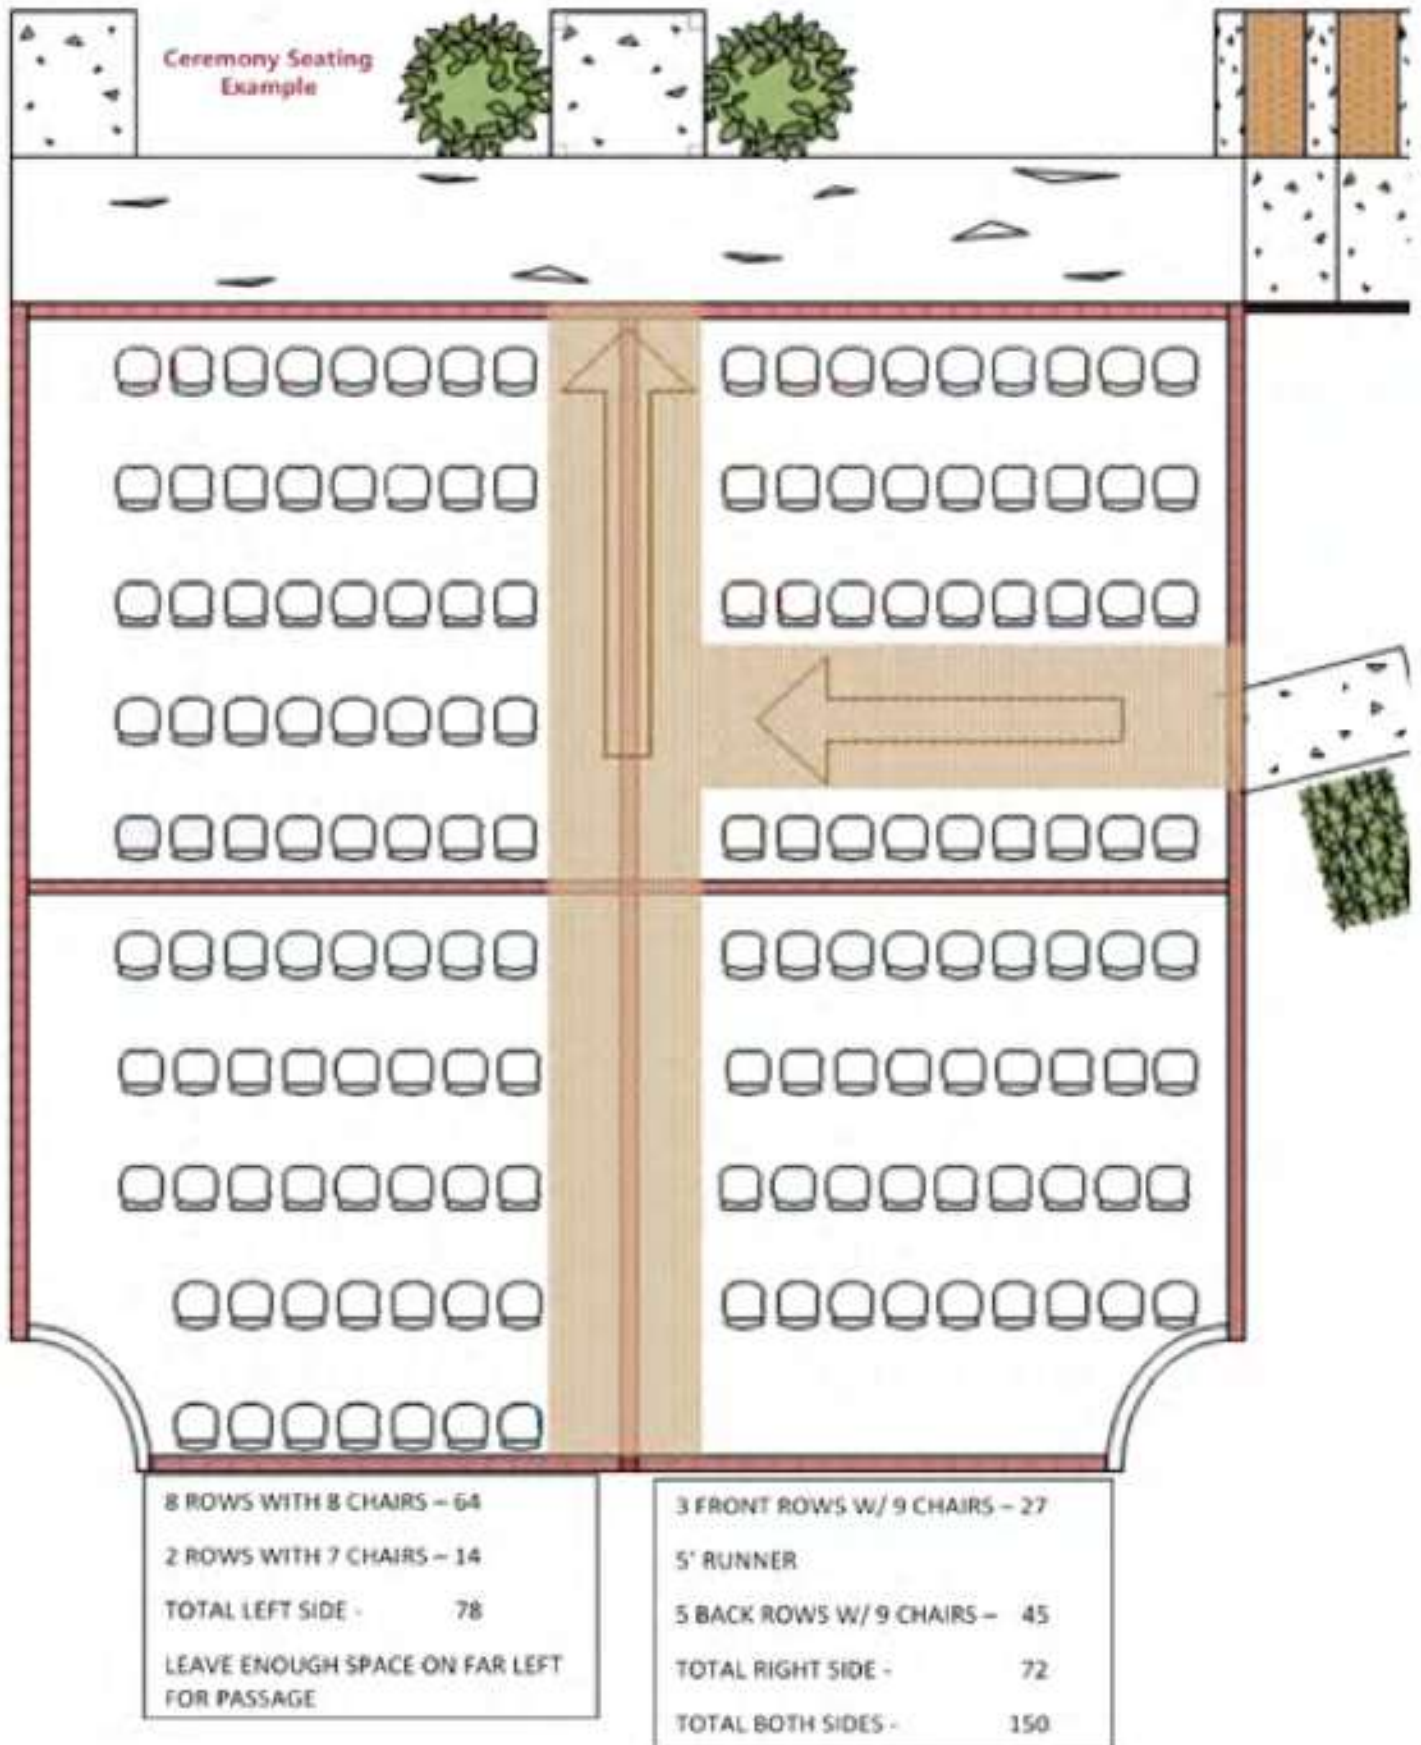 Ceremony Seating
Example
8 ROWS WITH 8 CHAIRS – 64
2 ROWS WITH 7 CHAIRS – 14
TOTAL LEFT SIDE - 78
LEAVE ENOUGH SPACE ON FAR LEFT
FOR PASSAGE
3 FRONT ROWS W/ 9 CHAIRS – 27
5' RUNNER
5 BACK ROWS W/ 9 CHAIRS – 45
TOTAL RIGHT SIDE - 72
TOTAL BOTH SIDES - 150